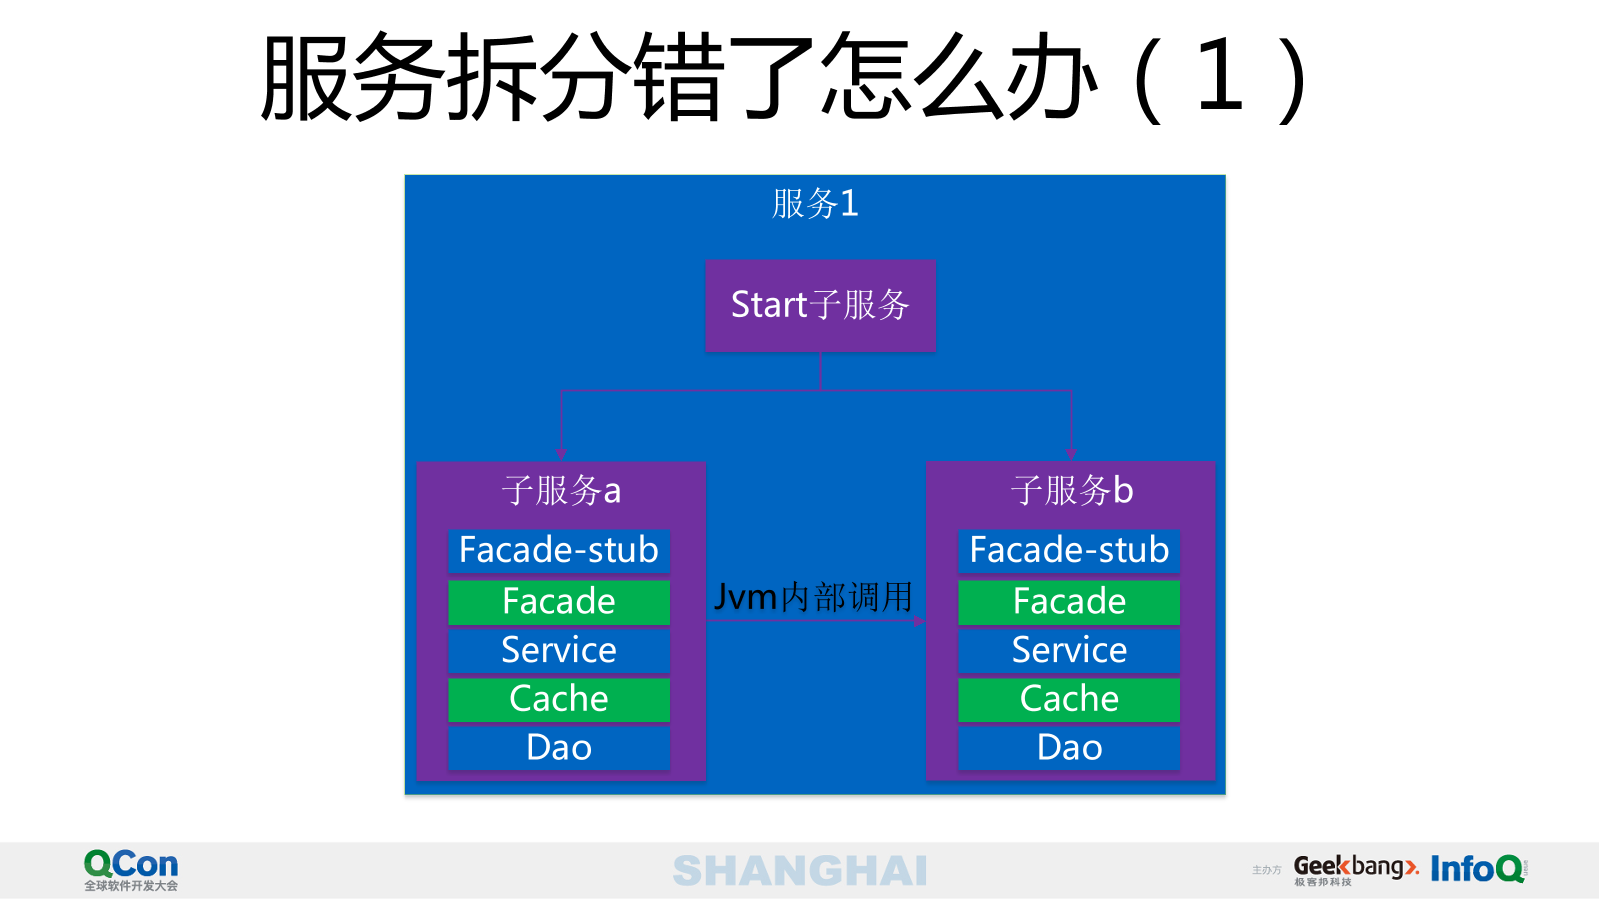 服务拆分错了怎么办（1）
服务1
Start子服务
子服务a
Facade-stub
Facade
Service
Cache
Dao
Jvm内部调用
子服务b
Facade-stub
Facade
Service
Cache
Dao
QCon
全球软件开发大会
SHANGHAI
主办方
Geekbang>.
极客邦科技
InfoQ